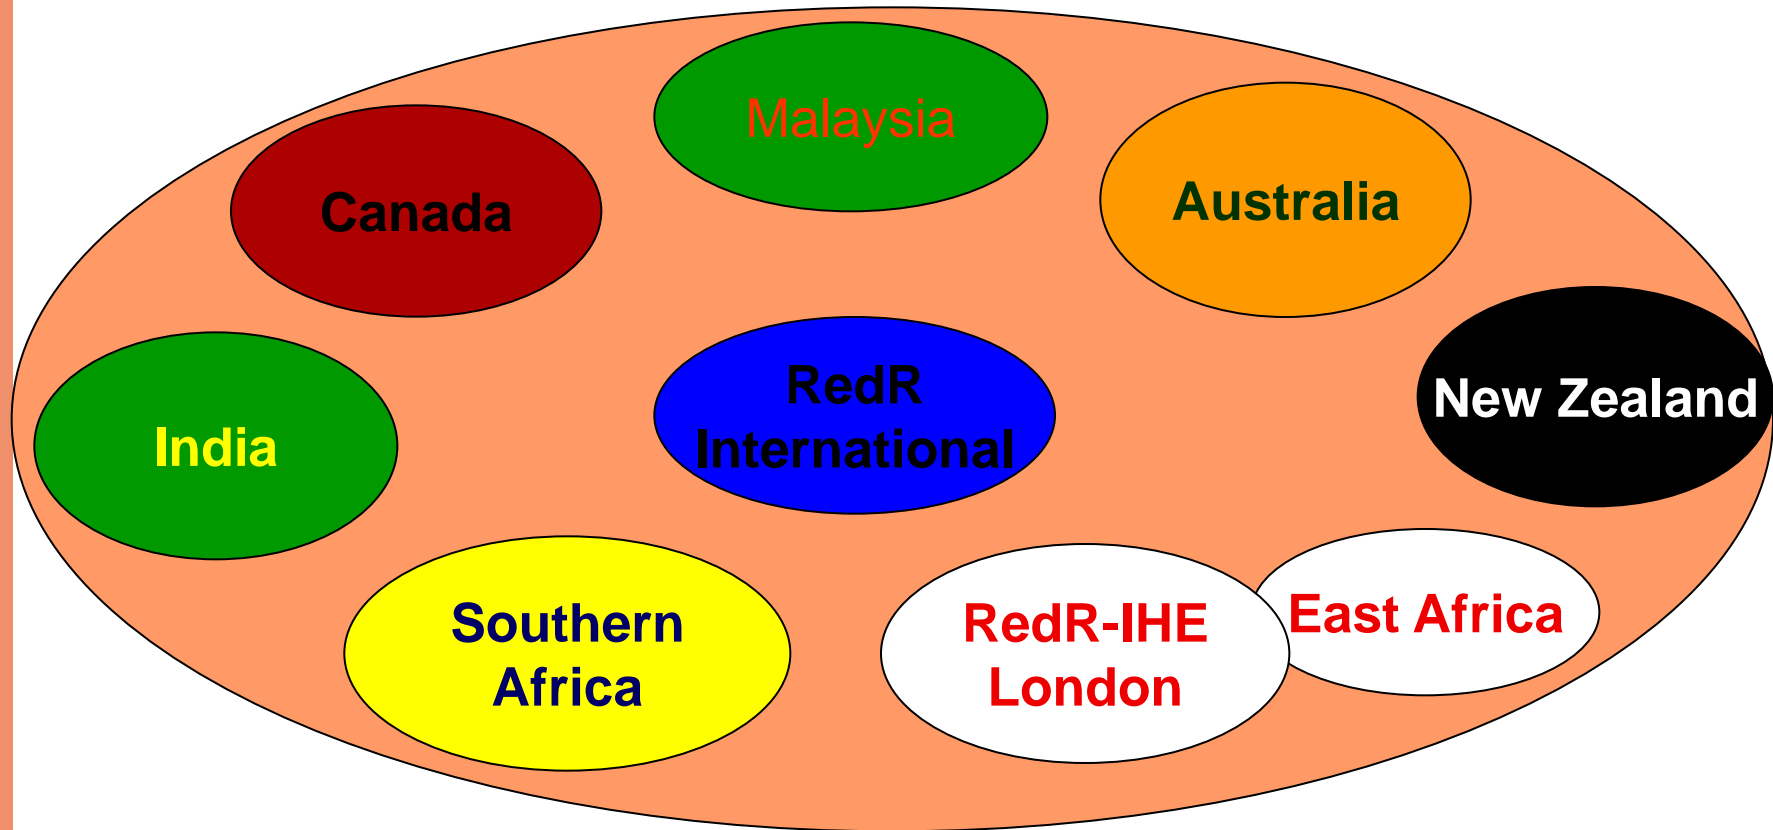 Malaysia
Canada
Australia
RedR
International
New Zealand
India
Southern
Africa
RedR-IHE
London
East Africa